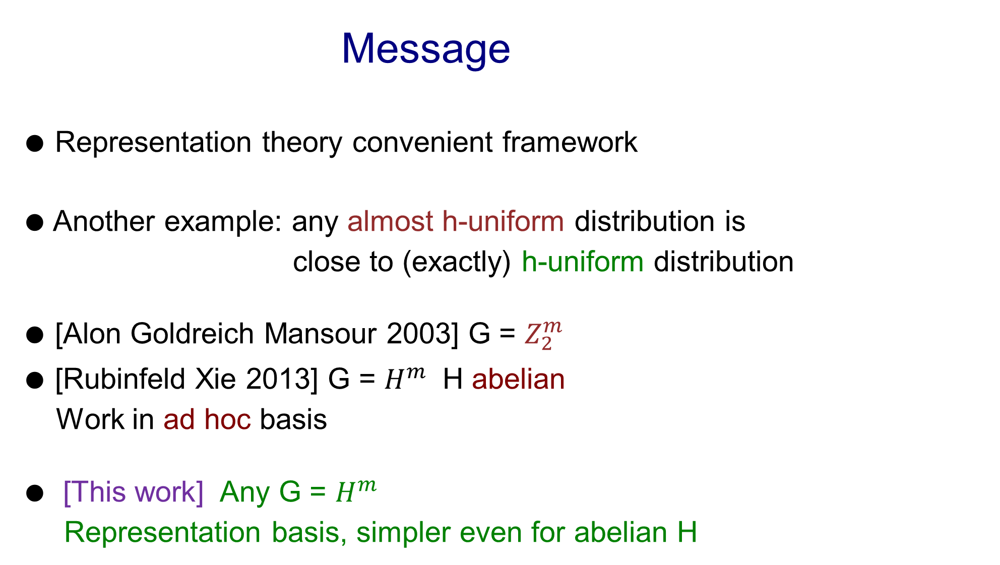 Message
● Representation theory convenient framework
● Another example: any almost h-uniform distribution is
close to (exactly) h-uniform distribution
● [Alon Goldreich Mansour 2003] G = $Z_2^m$
● [Rubinfeld Xie 2013] G = $H^m$ H abelian
Work in ad hoc basis
● [This work] Any G = $H^m$
Representation basis, simpler even for abelian H